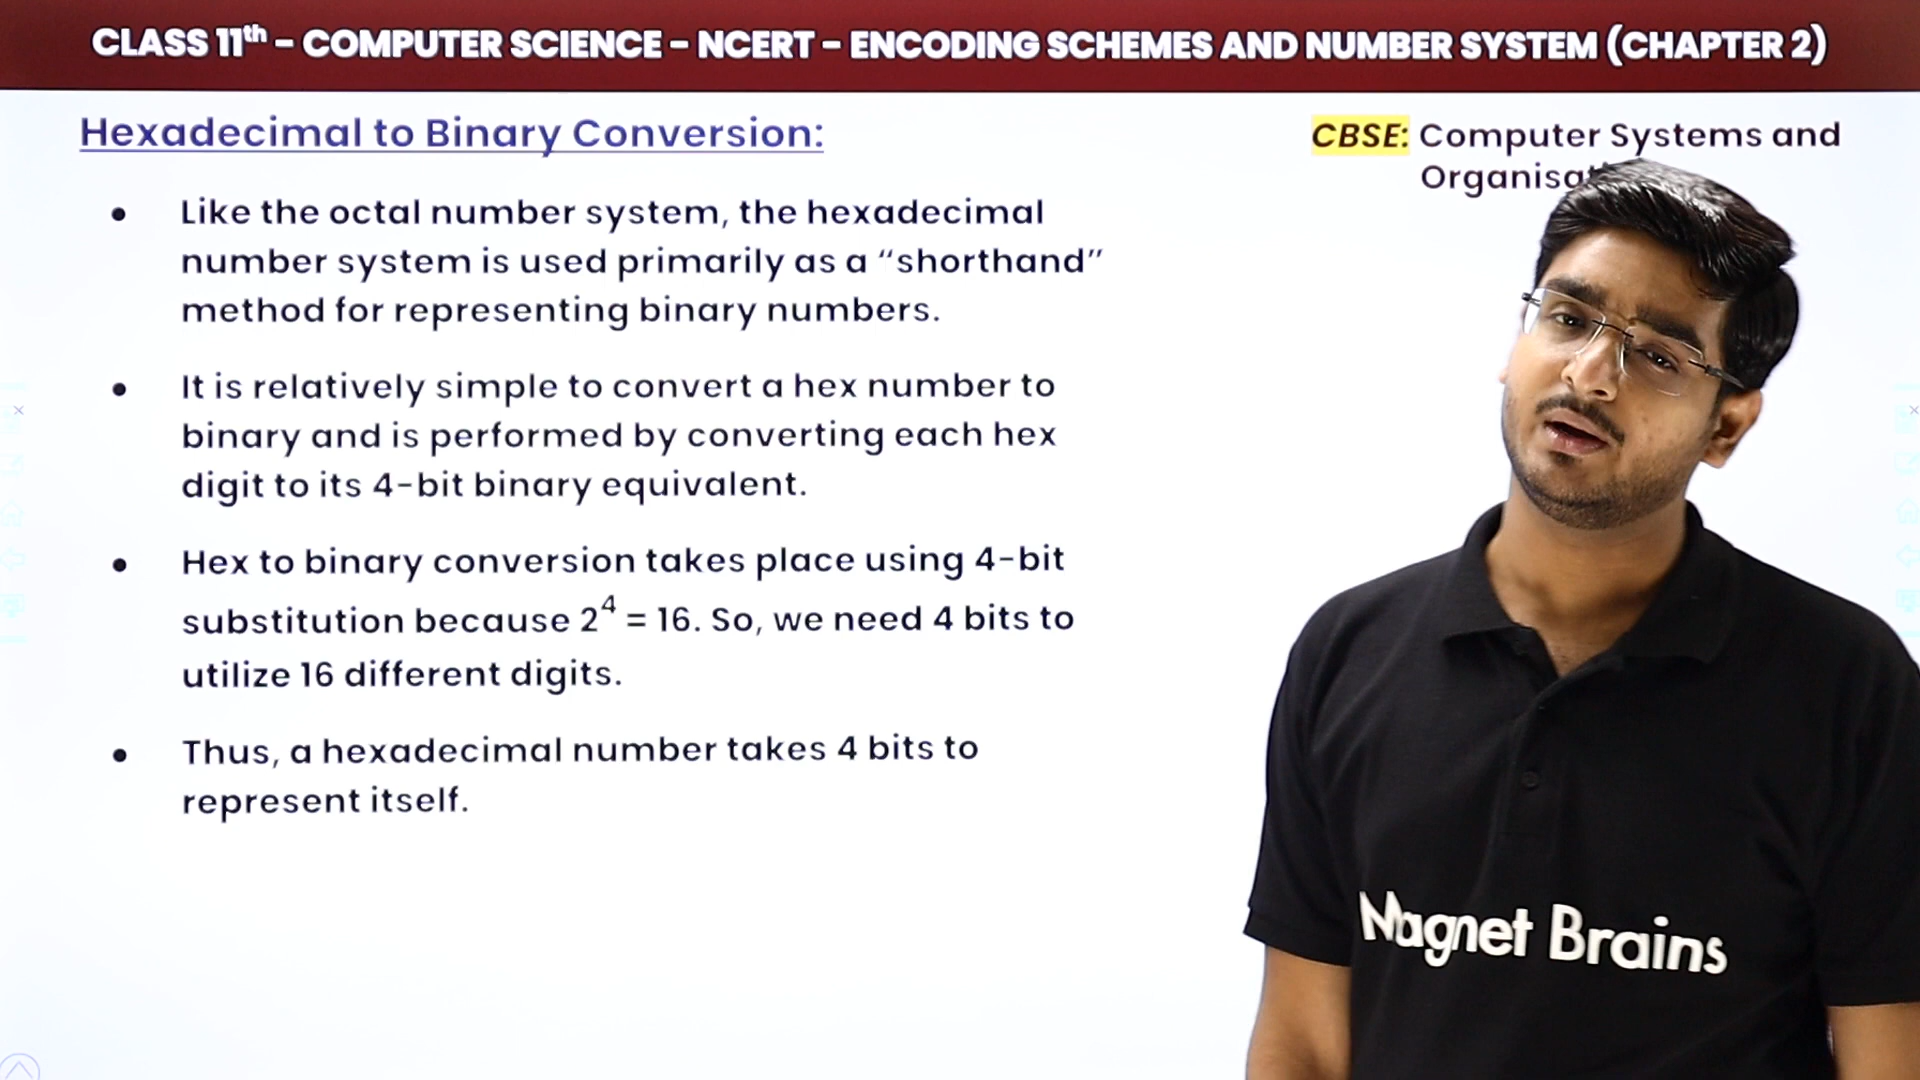 CLASS 11th – COMPUTER SCIENCE – NCERT – ENCODING SCHEMES AND NUMBER SYSTEM (CHAPTER 2)
Hexadecimal to Binary Conversion:
CBSE: Computer Systems and
• Like the octal number system, the hexadecimal
number system is used primarily as a “shorthand”
method for representing binary numbers.
• It is relatively simple to convert a hex number to
binary and is performed by converting each hex
digit to its 4-bit binary equivalent.
• Hex to binary conversion takes place using 4-bit
substitution because 2⁴ = 16. So, we need 4 bits to
utilize 16 different digits.
• Thus, a hexadecimal number takes 4 bits to
represent itself.
Magnet Brains